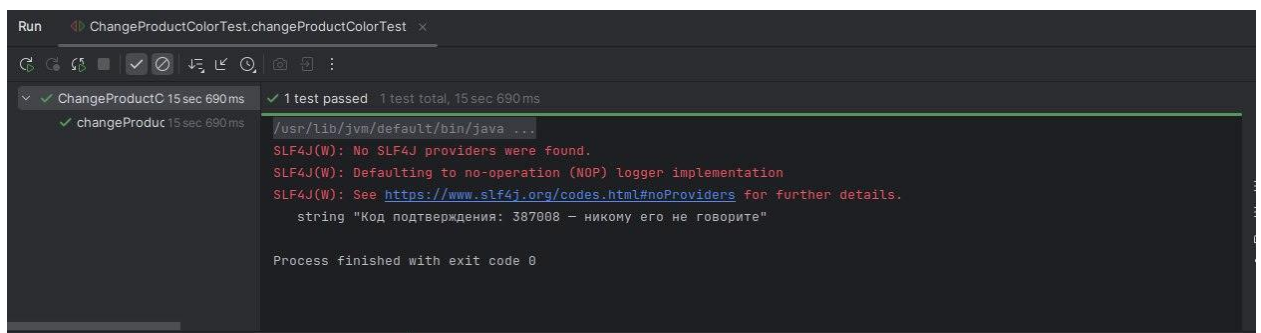 Run ChangeProductColorTest.changeProductColorTest
ChangeProductC 15 sec 690 ms
1 test passed 1 test total, 15 sec 690 ms
changeProduc 15 sec 690 ms
/usr/lib/jvm/default/bin/java ...
SLF4J(W): No SLF4J providers were found.
SLF4J(W): Defaulting to no-operation (NOP) logger implementation
SLF4J(W): See https://www.slf4j.org/codes.html#noProviders for further details.
string "Код подтверждения: 387008 — никому его не говорите"
Process finished with exit code 0